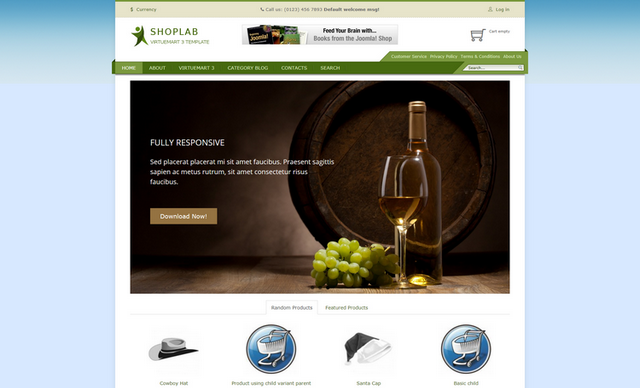 $ Currency
Call us: (0123) 456 7893 Default welcome msg!
Log in
SHOPLAB
VIRTUEMART 3 TEMPLATE
Feed Your Brain with...
Books from the Joomla! Shop
Cart empty
Customer Service Privacy Policy Terms & Conditions About Us
HOME ABOUT VIRTUEMART 3 CATEGORY BLOG CONTACTS SEARCH
Search...
FULLY RESPONSIVE
Sed placerat placerat mi sit amet faucibus. Praesent sagittis
sapien ac metus rutrum, sit amet consectetur risus
faucibus.
Download Now!
Random Products Featured Products
Cowboy Hat Product using child variant parent Santa Cap Basic child